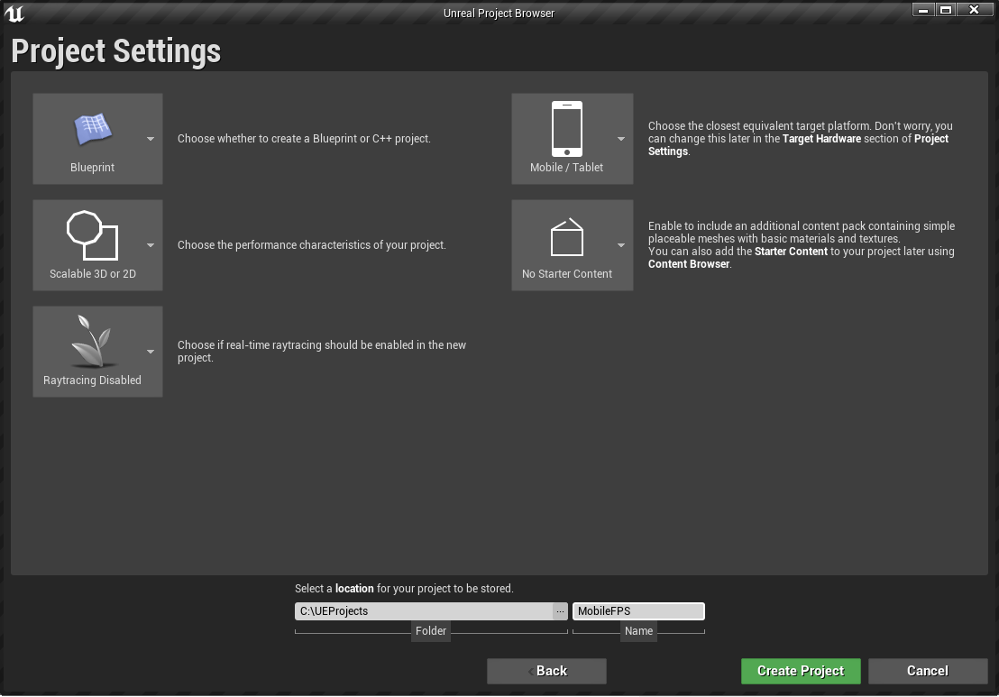 Unreal Project Browser
Project Settings
Blueprint
Choose whether to create a Blueprint or C++ project.
Mobile / Tablet
Choose the closest equivalent target platform. Don't worry, you
can change this later in the Target Hardware section of Project
Settings.
Scalable 3D or 2D
Choose the performance characteristics of your project.
No Starter Content
Enable to include an additional content pack containing simple
placeable meshes with basic materials and textures.
You can also add the Starter Content to your project later using
Content Browser.
Raytracing Disabled
Choose if real-time raytracing should be enabled in the new
project.
Select a location for your project to be stored.
C:\UEProjects
...
MobileFPS
Folder
Name
Back
Create Project
Cancel